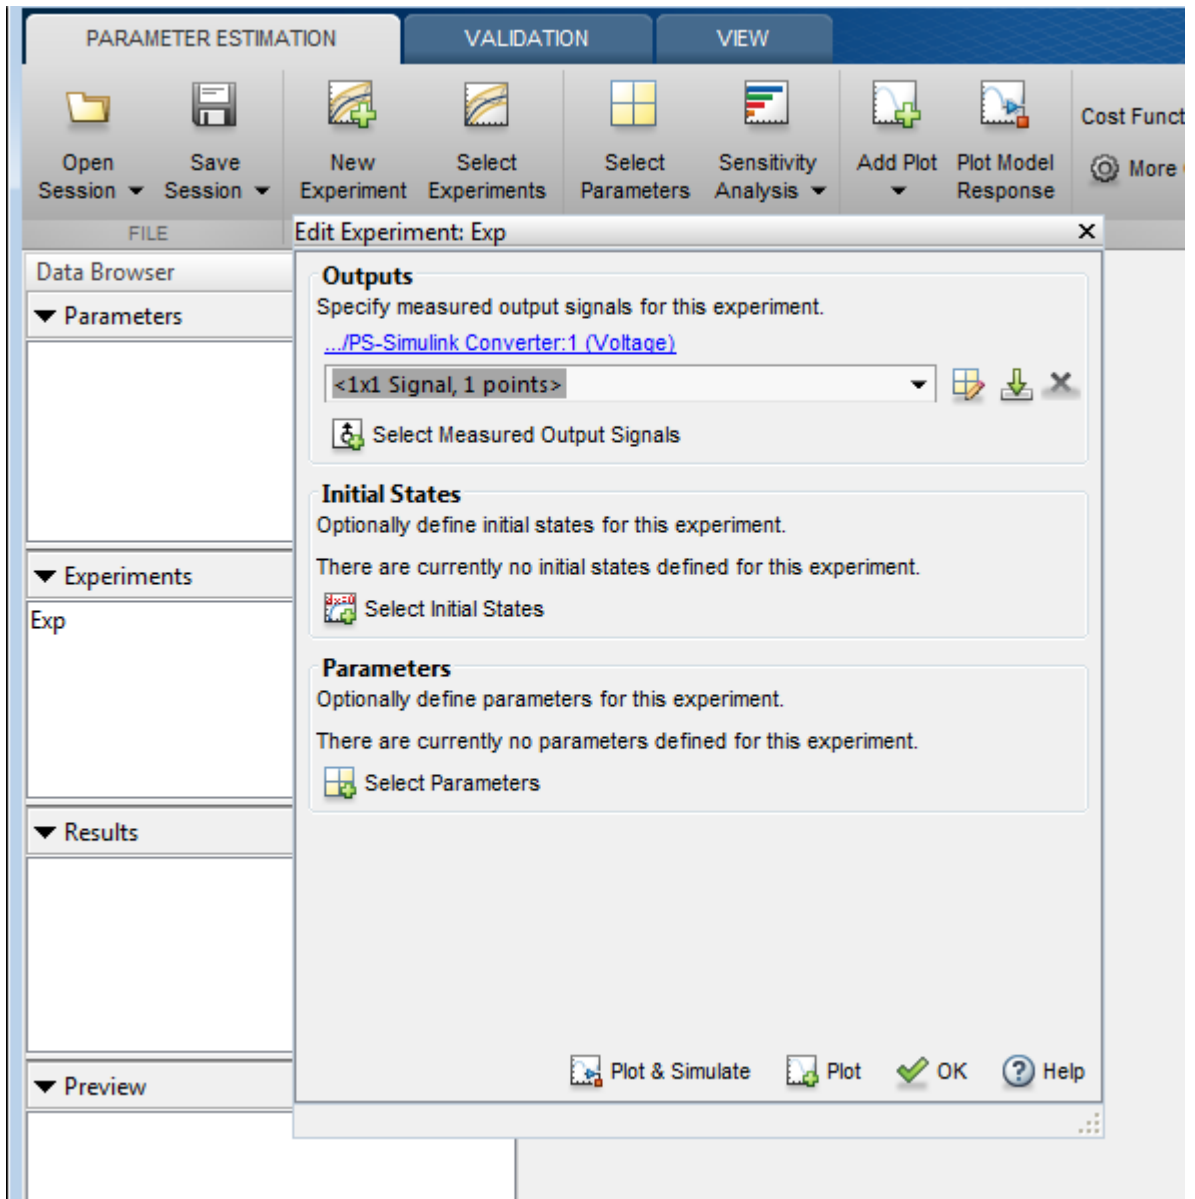 PARAMETER ESTIMATION VALIDATION VIEW
Open Session Save Session New Experiment Select Experiments Select Parameters Sensitivity Analysis Add Plot Plot Model Response Cost Funct
More
FILE
Edit Experiment: Exp
Data Browser
Outputs
Specify measured output signals for this experiment.
Parameters
.../PS-Simulink Converter:1 (Voltage)
<1x1 Signal, 1 points>
Select Measured Output Signals
Initial States
Optionally define initial states for this experiment.
There are currently no initial states defined for this experiment.
Experiments
Select Initial States
Exp
Parameters
Optionally define parameters for this experiment.
There are currently no parameters defined for this experiment.
Select Parameters
Results
Plot & Simulate Plot OK Help
Preview